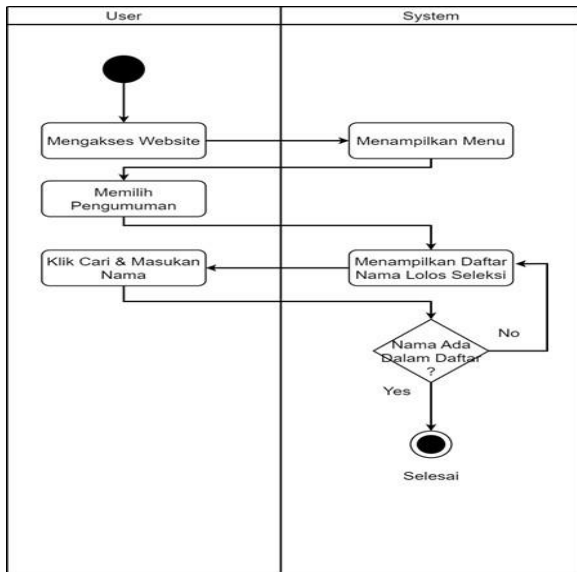 User
System
Mengakses Website
Menampilkan Menu
Memilih
Pengumuman
Klik Cari & Masukan
Nama
Menampilkan Daftar
Nama Lolos Seleksi
No
Nama Ada
Dalam Daftar
?
Yes
Selesai